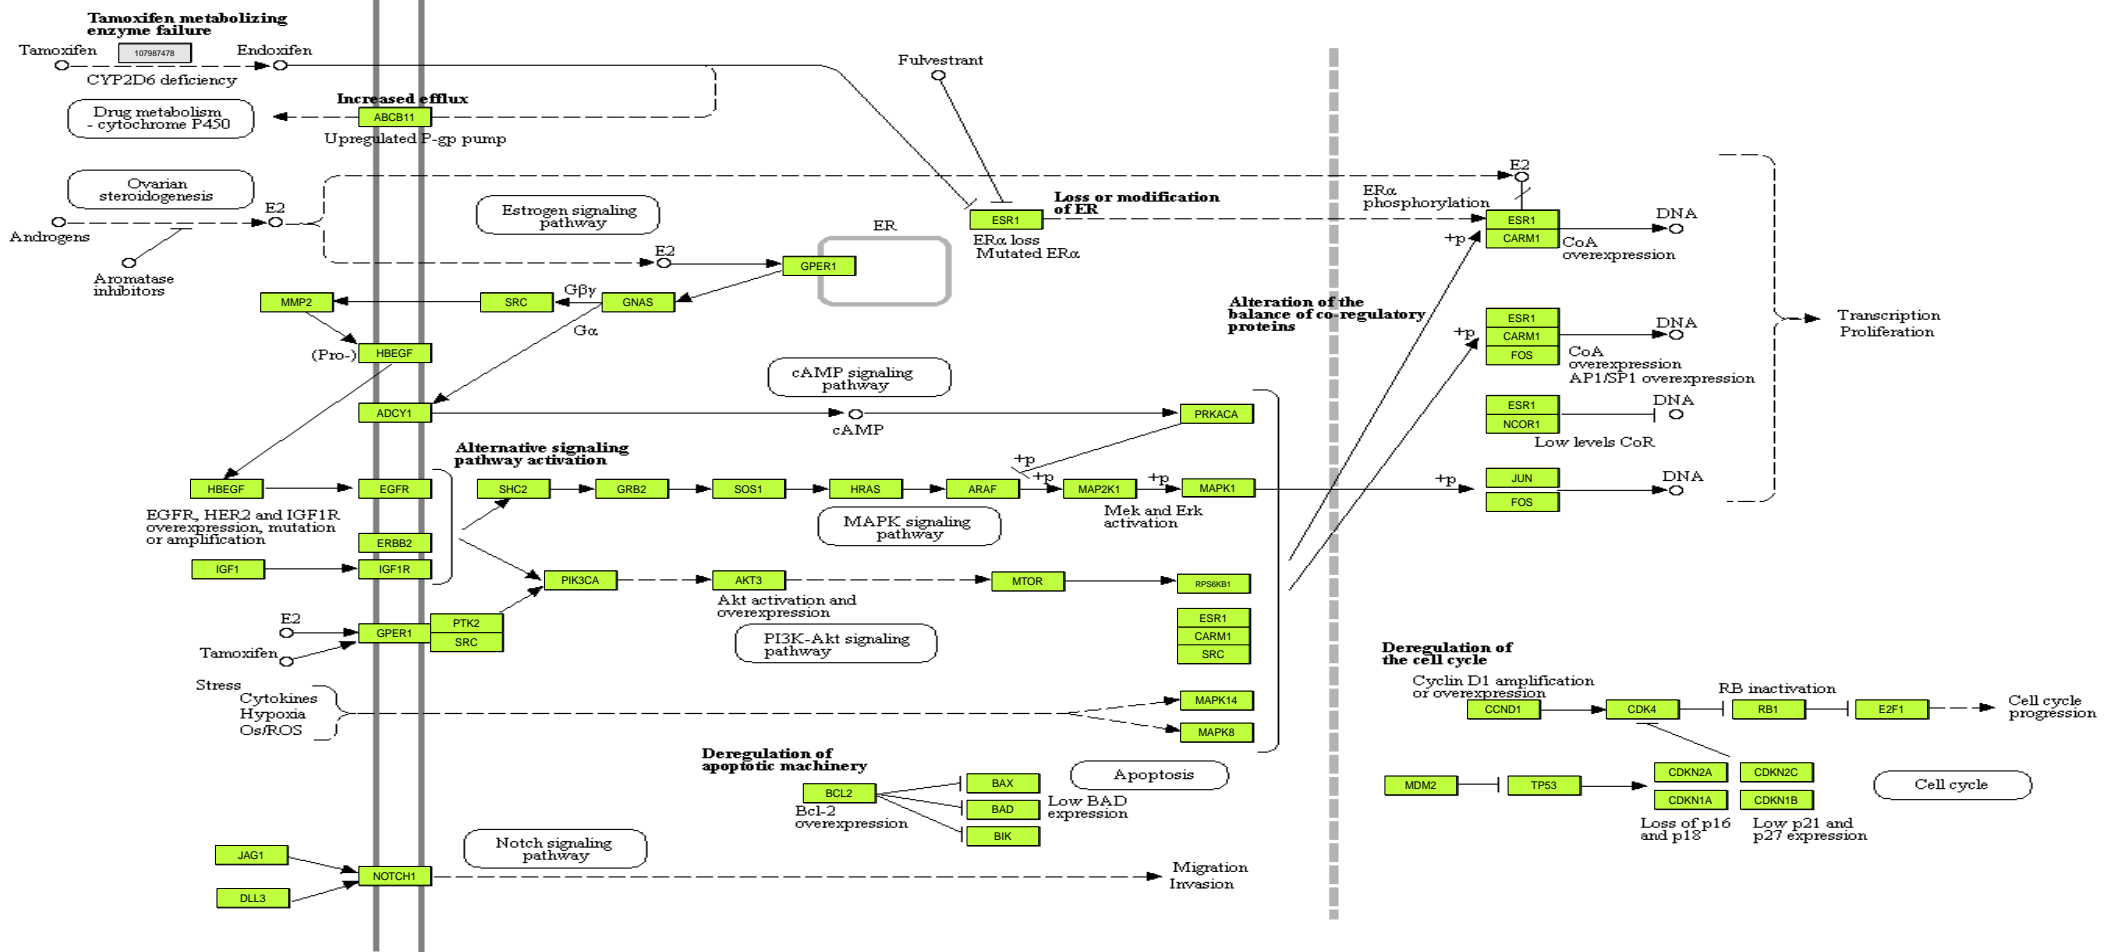 Tamoxifen metabolizing
enzyme failure
Tamoxifen
107987478
Endoxifen
CYP2D6 deficiency
Drug metabolism
- cytochrome P450
Increased efflux
ABCB11
Upregulated P-gp pump
Fulvestrant
Ovarian
steroidogenesis
Androgens
E2
Aromatase
inhibitors
Estrogen signaling
pathway
E2
GPER1
ER
ESR1
Loss or modification
of ER
ERα loss
Mutated ERα
E2
ERα
phosphorylation
+p
ESR1
CARM1
DNA
CoA
overexpression
MMP2
SRC
Gβγ
GNAS
Gα
(Pro-)
HBEGF
Alteration of the
balance of co-regulatory
proteins
+p
ESR1
CARM1
FOS
DNA
CoA
overexpression
AP1/SP1 overexpression
Transcription
Proliferation
cAMP signaling
pathway
ADCY1
cAMP
PRKACA
ESR1
NCOR1
DNA
Low levels CoR
Alternative signaling
pathway activation
HBEGF
EGFR
SHC2
GRB2
SOS1
HRAS
ARAF
+p
+p
MAP2K1
+p
MAPK1
+p
JUN
FOS
DNA
EGFR, HER2 and IGF1R
overexpression, mutation
or amplification
ERBB2
MAPK signaling
pathway
Mek and Erk
activation
IGF1
IGF1R
PIK3CA
AKT3
MTOR
RPS6KB1
Akt activation and
overexpression
E2
Tamoxifen
GPER1
PTK2
SRC
PI3K-Akt signaling
pathway
ESR1
CARM1
SRC
Stress
Cytokines
Hypoxia
Os/ROS
MAPK14
MAPK8
Deregulation of
the cell cycle
Cyclin D1 amplification
or overexpression
RB inactivation
CCND1
CDK4
RB1
E2F1
Cell cycle
progression
Deregulation of
apoptotic machinery
BCL2
BAX
BAD
BIK
Apoptosis
Bcl-2
overexpression
Low BAD
expression
MDM2
TP53
CDKN2A
CDKN2C
CDKN1A
CDKN1B
Cell cycle
Loss of p16
and p18
Low p21 and
p27 expression
Notch signaling
pathway
JAG1
DLL3
NOTCH1
Migration
Invasion